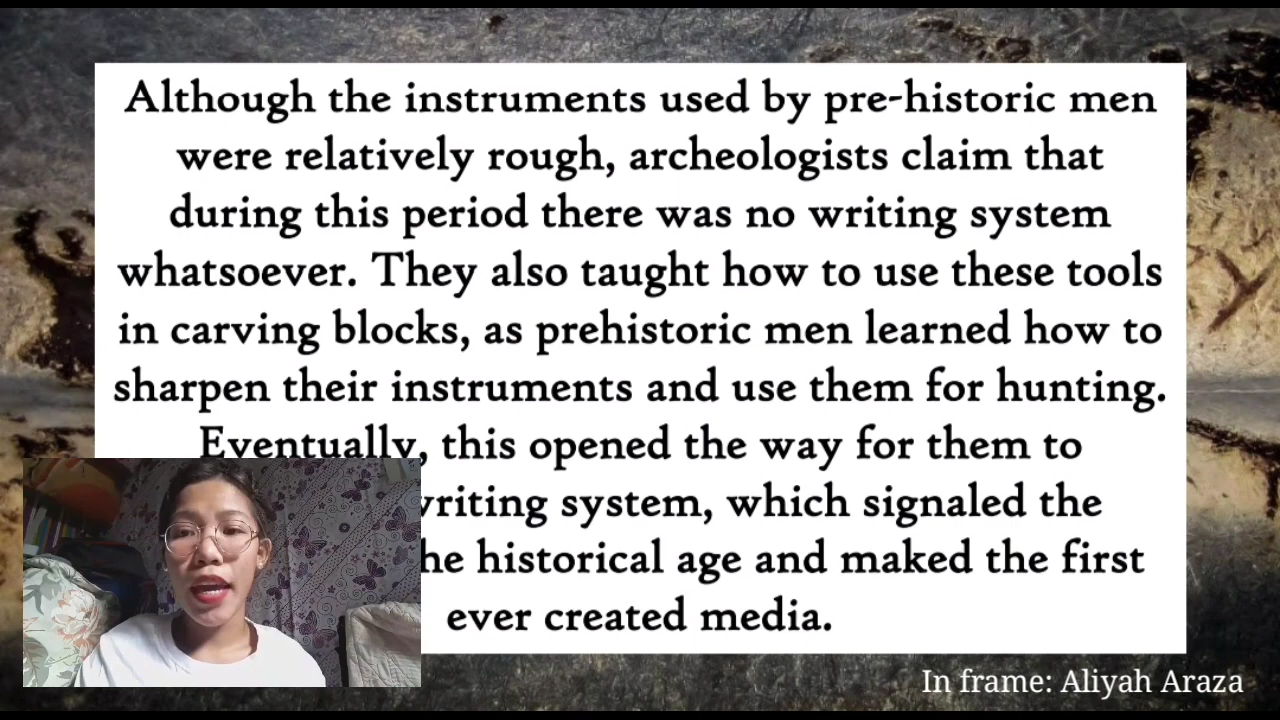 Although the instruments used by pre-historic men
were relatively rough, archeologists claim that
during this period there was no writing system
whatsoever. They also taught how to use these tools
in carving blocks, as prehistoric men learned how to
sharpen their instruments and use them for hunting.
Eventually, this opened the way for them to
writing system, which signaled the
the historical age and maked the first
ever created media.
In frame: Aliyah Araza